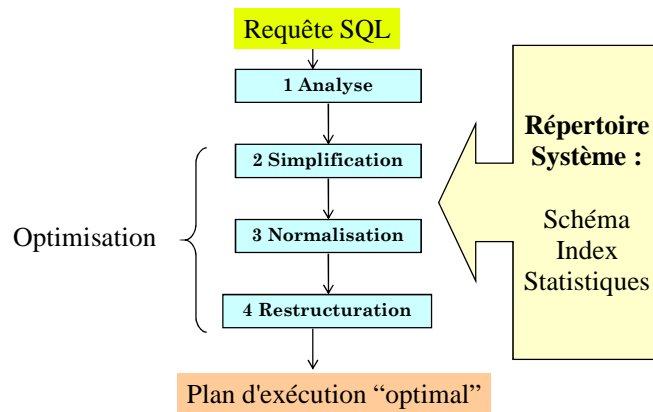 Requête SQL
1 Analyse
2 Simplification
3 Normalisation
4 Restructuration
Optimisation
Plan d'exécution “optimal”
Répertoire
Système :
Schéma
Index
Statistiques